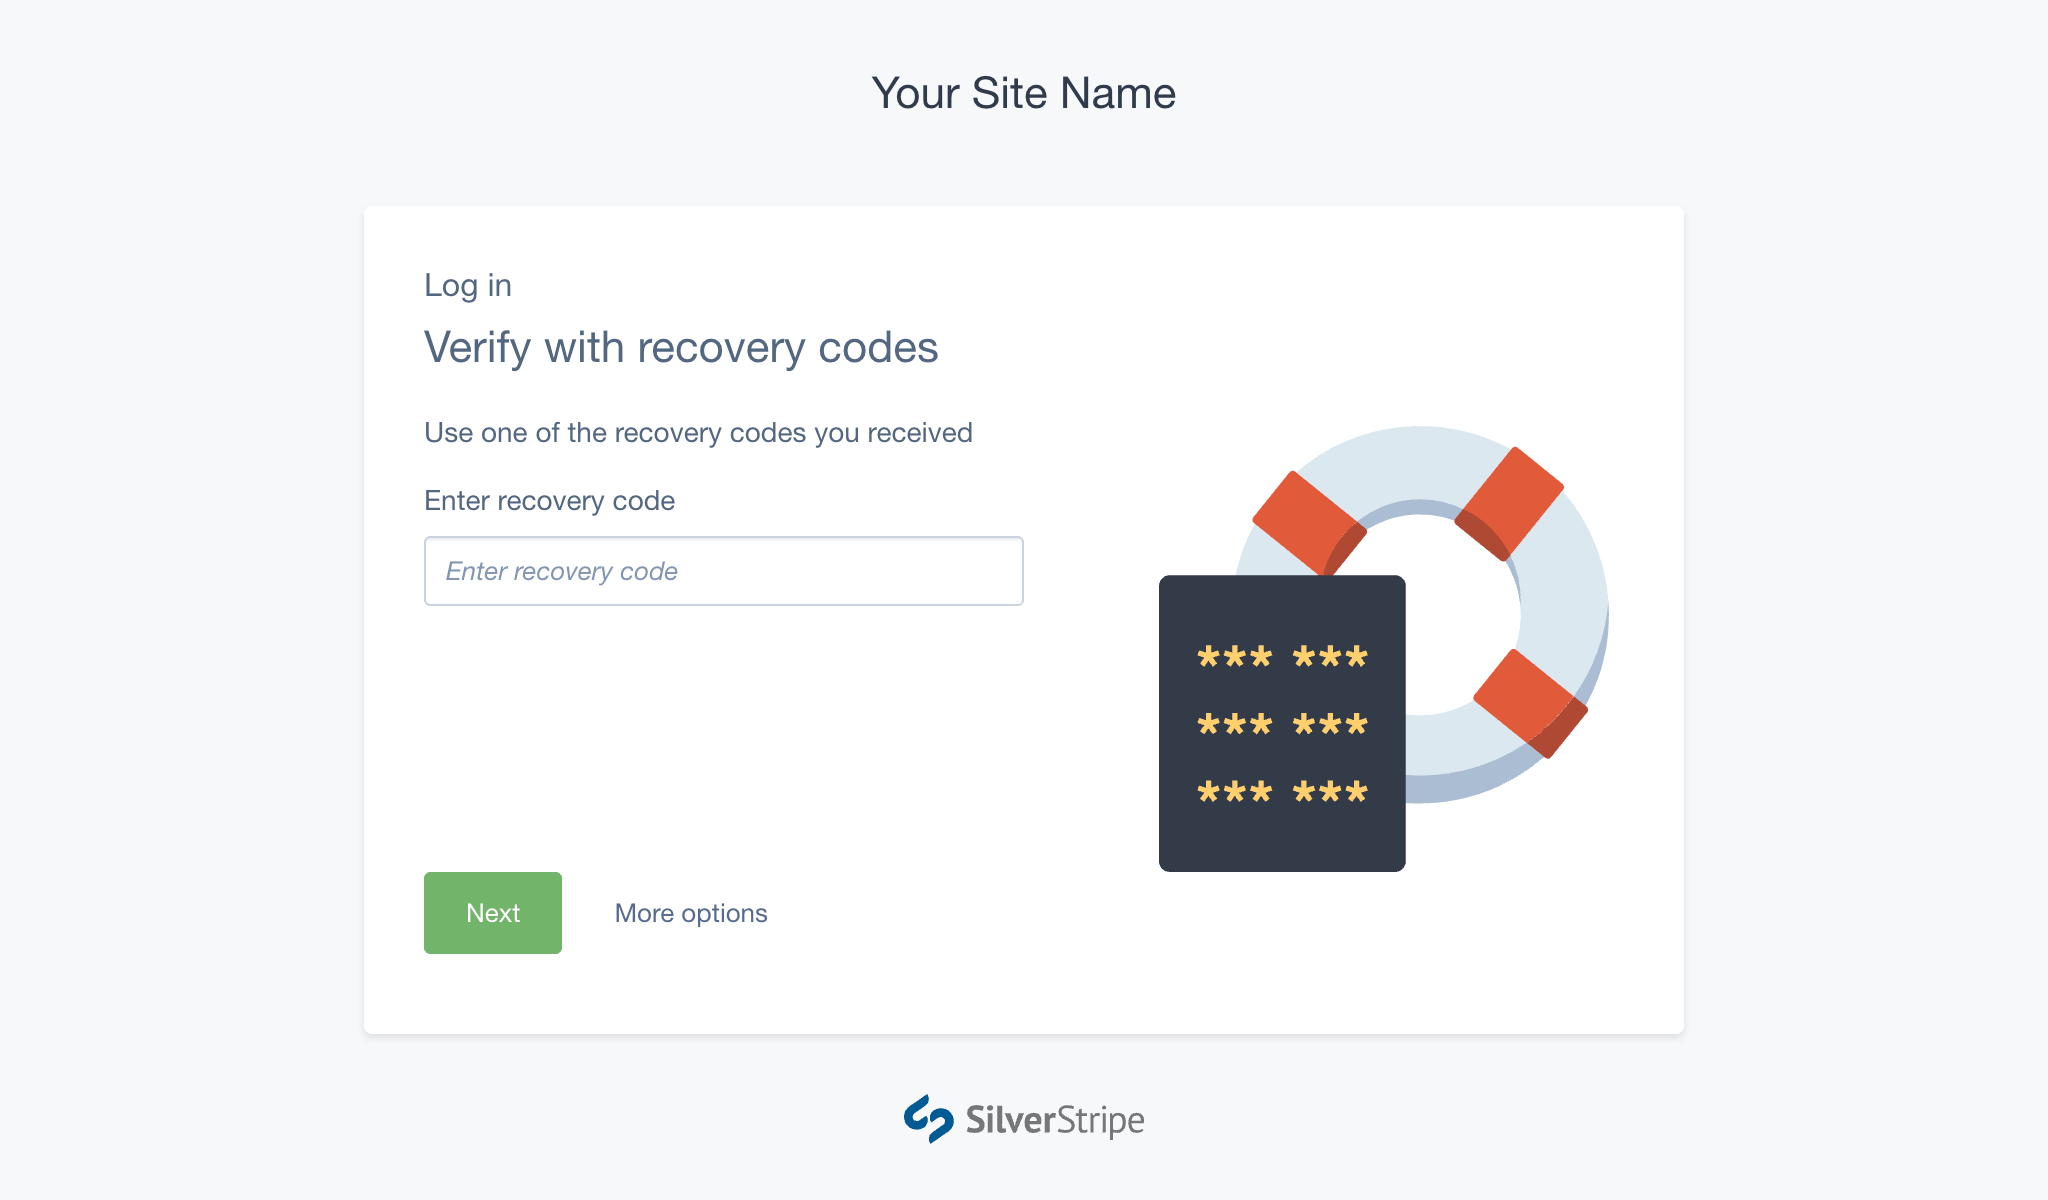 Your Site Name
Log in
Verify with recovery codes
Use one of the recovery codes you received
Enter recovery code
Enter recovery code
*** ***
*** ***
*** ***
Next
More options
SilverStripe